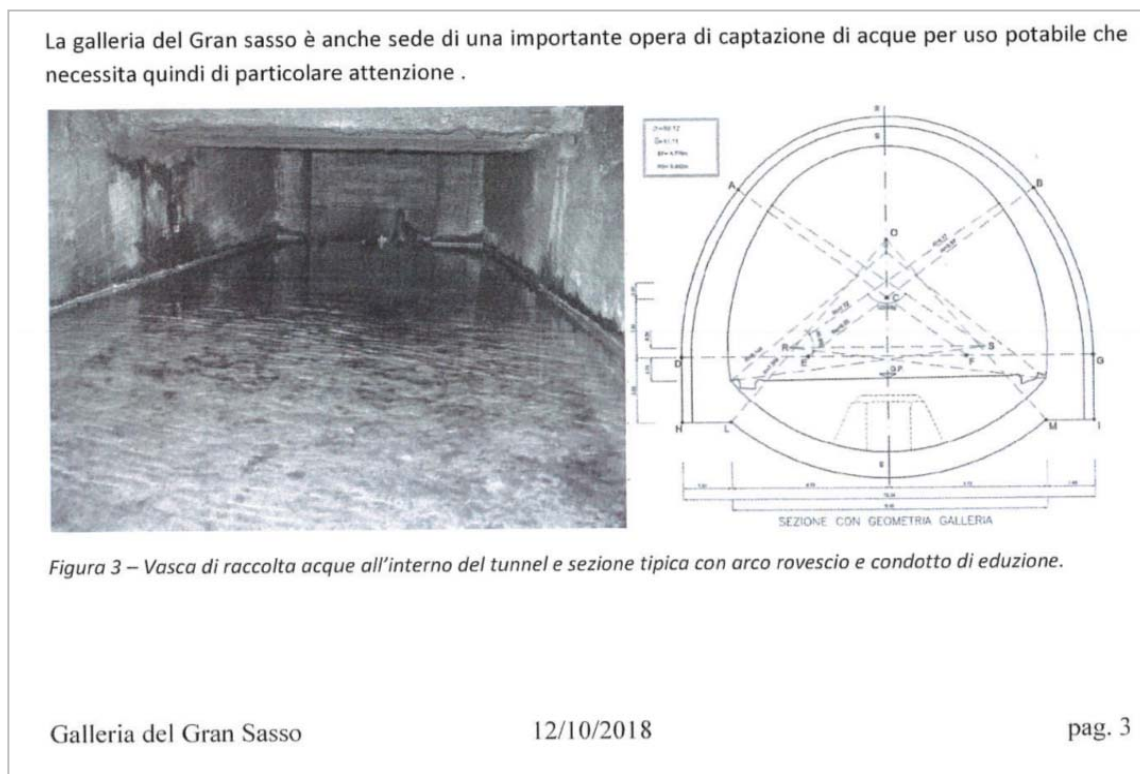 La galleria del Gran sasso è anche sede di una importante opera di captazione di acque per uso potabile che
necessita quindi di particolare attenzione .
R
S
A
B
O
C
R
S
E
F
D
G
H
L
M
I
SEZIONE CON GEOMETRIA GALLERIA
Figura 3 – Vasca di raccolta acque all’interno del tunnel e sezione tipica con arco rovescio e condotto di eduzione.
Galleria del Gran Sasso 12/10/2018 pag. 3